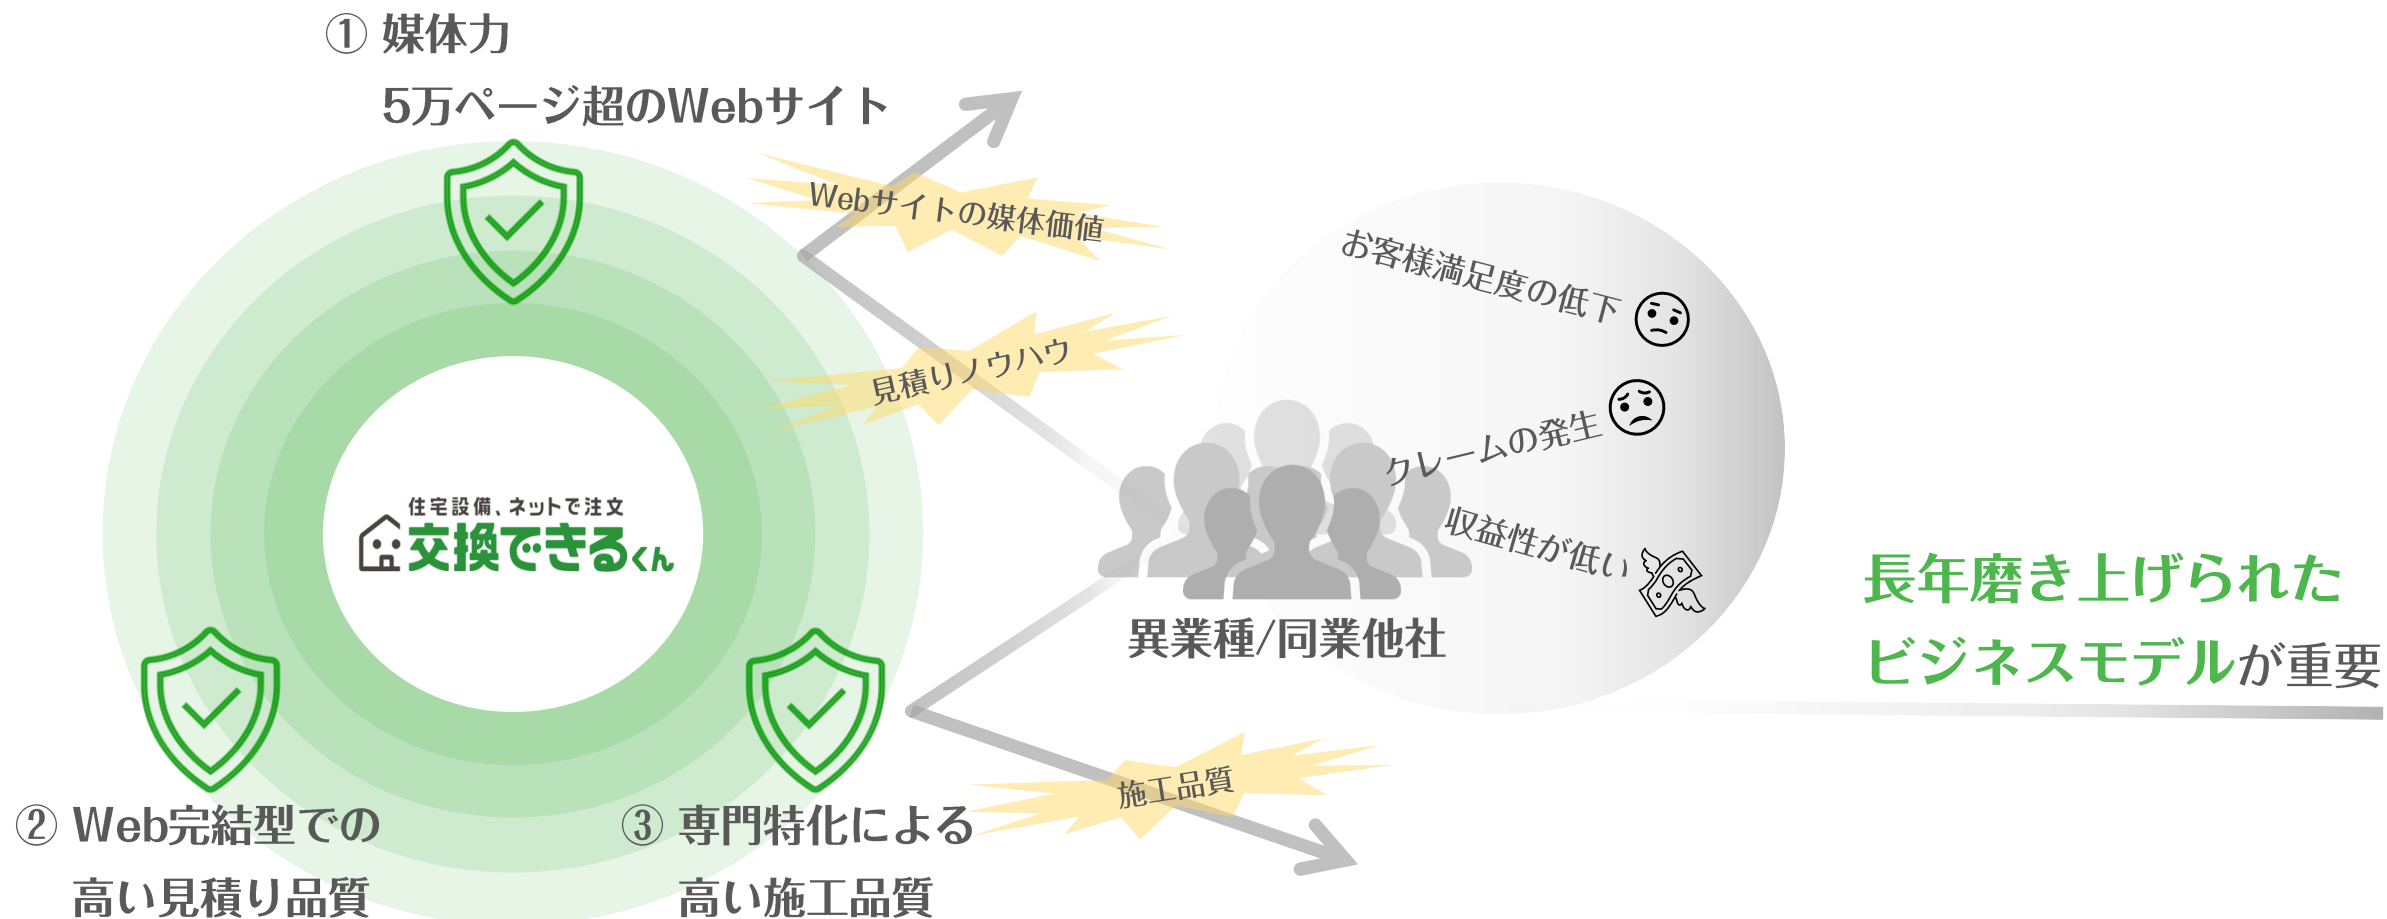 ① 媒体力
5万ページ超のWebサイト
Webサイトの媒体価値
見積りノウハウ
お客様満足度の低下
クレームの発生
収益性が低い
住宅設備、ネットで注文
交換できるくん
異業種/同業他社
長年磨き上げられた
ビジネスモデルが重要
施工品質
② Web完結型での
高い見積り品質
③ 専門特化による
高い施工品質